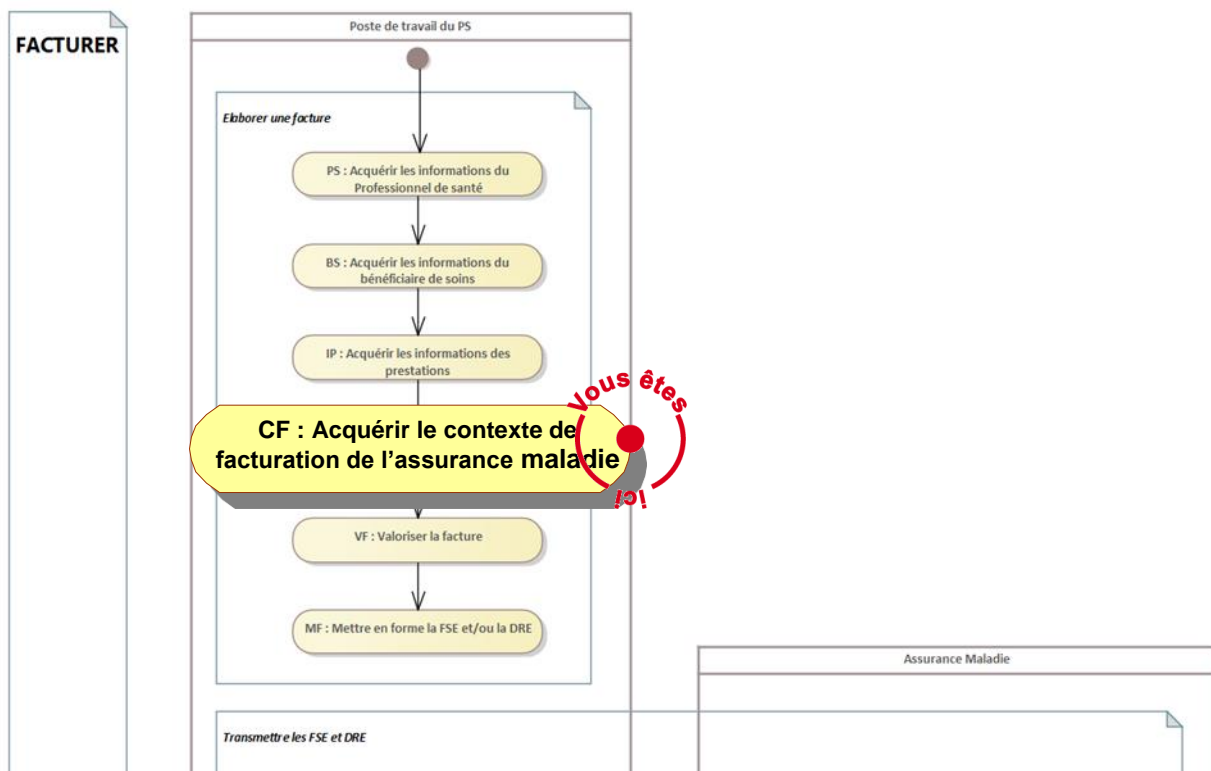 FACTURER
Poste de travail du PS
Elaborer une facture
PS : Acquérir les informations du
Professionnel de santé
BS : Acquérir les informations du
bénéficiaire de soins
IP : Acquérir les informations des
prestations
Vous êtes
ici
CF : Acquérir le contexte de
facturation de l'assurance maladie
VF : Valoriser la facture
MF : Mettre en forme la FSE et/ou la DRE
Assurance Maladie
Transmettre les FSE et DRE